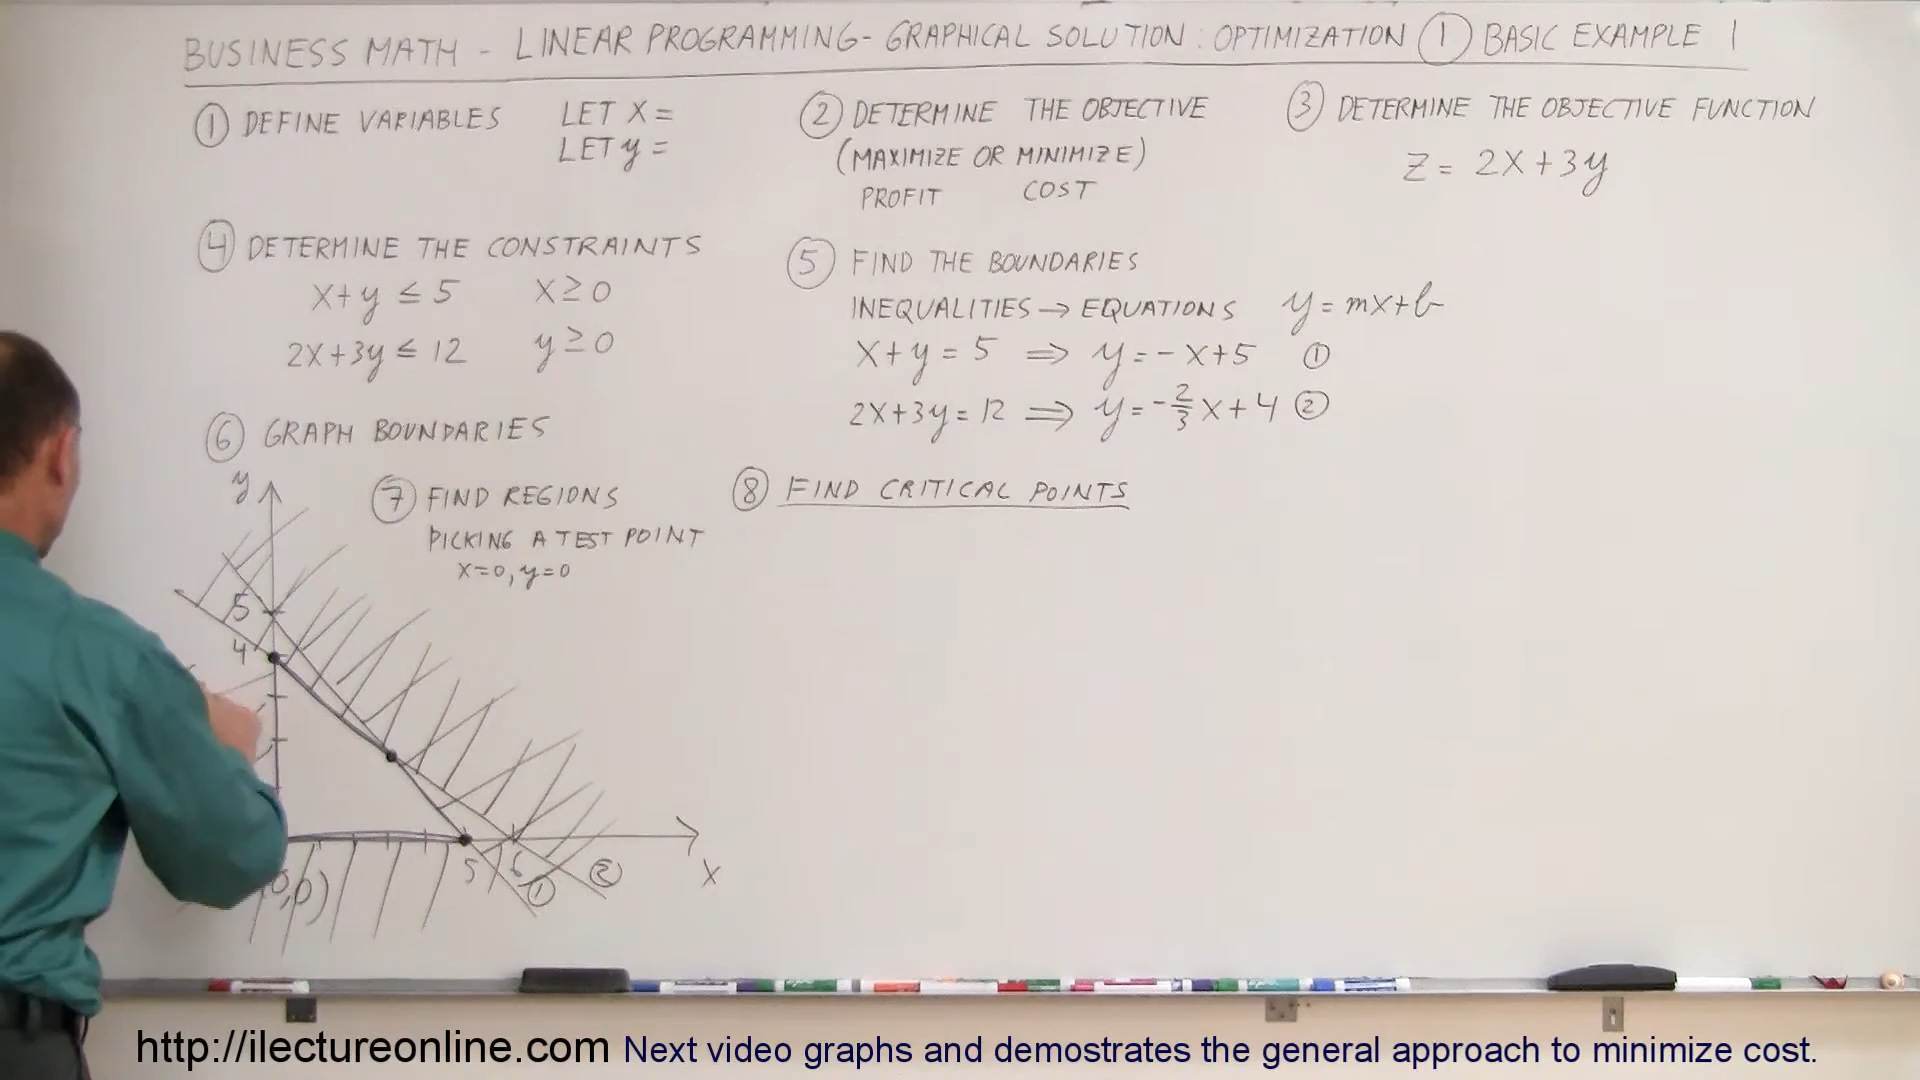 BUSINESS MATH - LINEAR PROGRAMMING - GRAPHICAL SOLUTION : OPTIMIZATION ① BASIC EXAMPLE 1
① DEFINE VARIABLES LET X =
LET y =
② DETERMINE THE OBJECTIVE
(MAXIMIZE OR MINIMIZE)
PROFIT COST
③ DETERMINE THE OBJECTIVE FUNCTION
Z = 2X + 3y
④ DETERMINE THE CONSTRAINTS
X + y ≤ 5 X ≥ 0
2X + 3y ≤ 12 y ≥ 0
⑤ FIND THE BOUNDARIES
INEQUALITIES → EQUATIONS y = mx + b
X + y = 5 ⇒ y = - X + 5 ①
2X + 3y = 12 ⇒ y = -2/3 X + 4 ②
⑥ GRAPH BOUNDARIES
y
⑦ FIND REGIONS
PICKING A TEST POINT
X=0, y=0
⑧ FIND CRITICAL POINTS
5
4
5 6 ① ② X
0,0)
http://ilectureonline.com Next video graphs and demostrates the general approach to minimize cost.